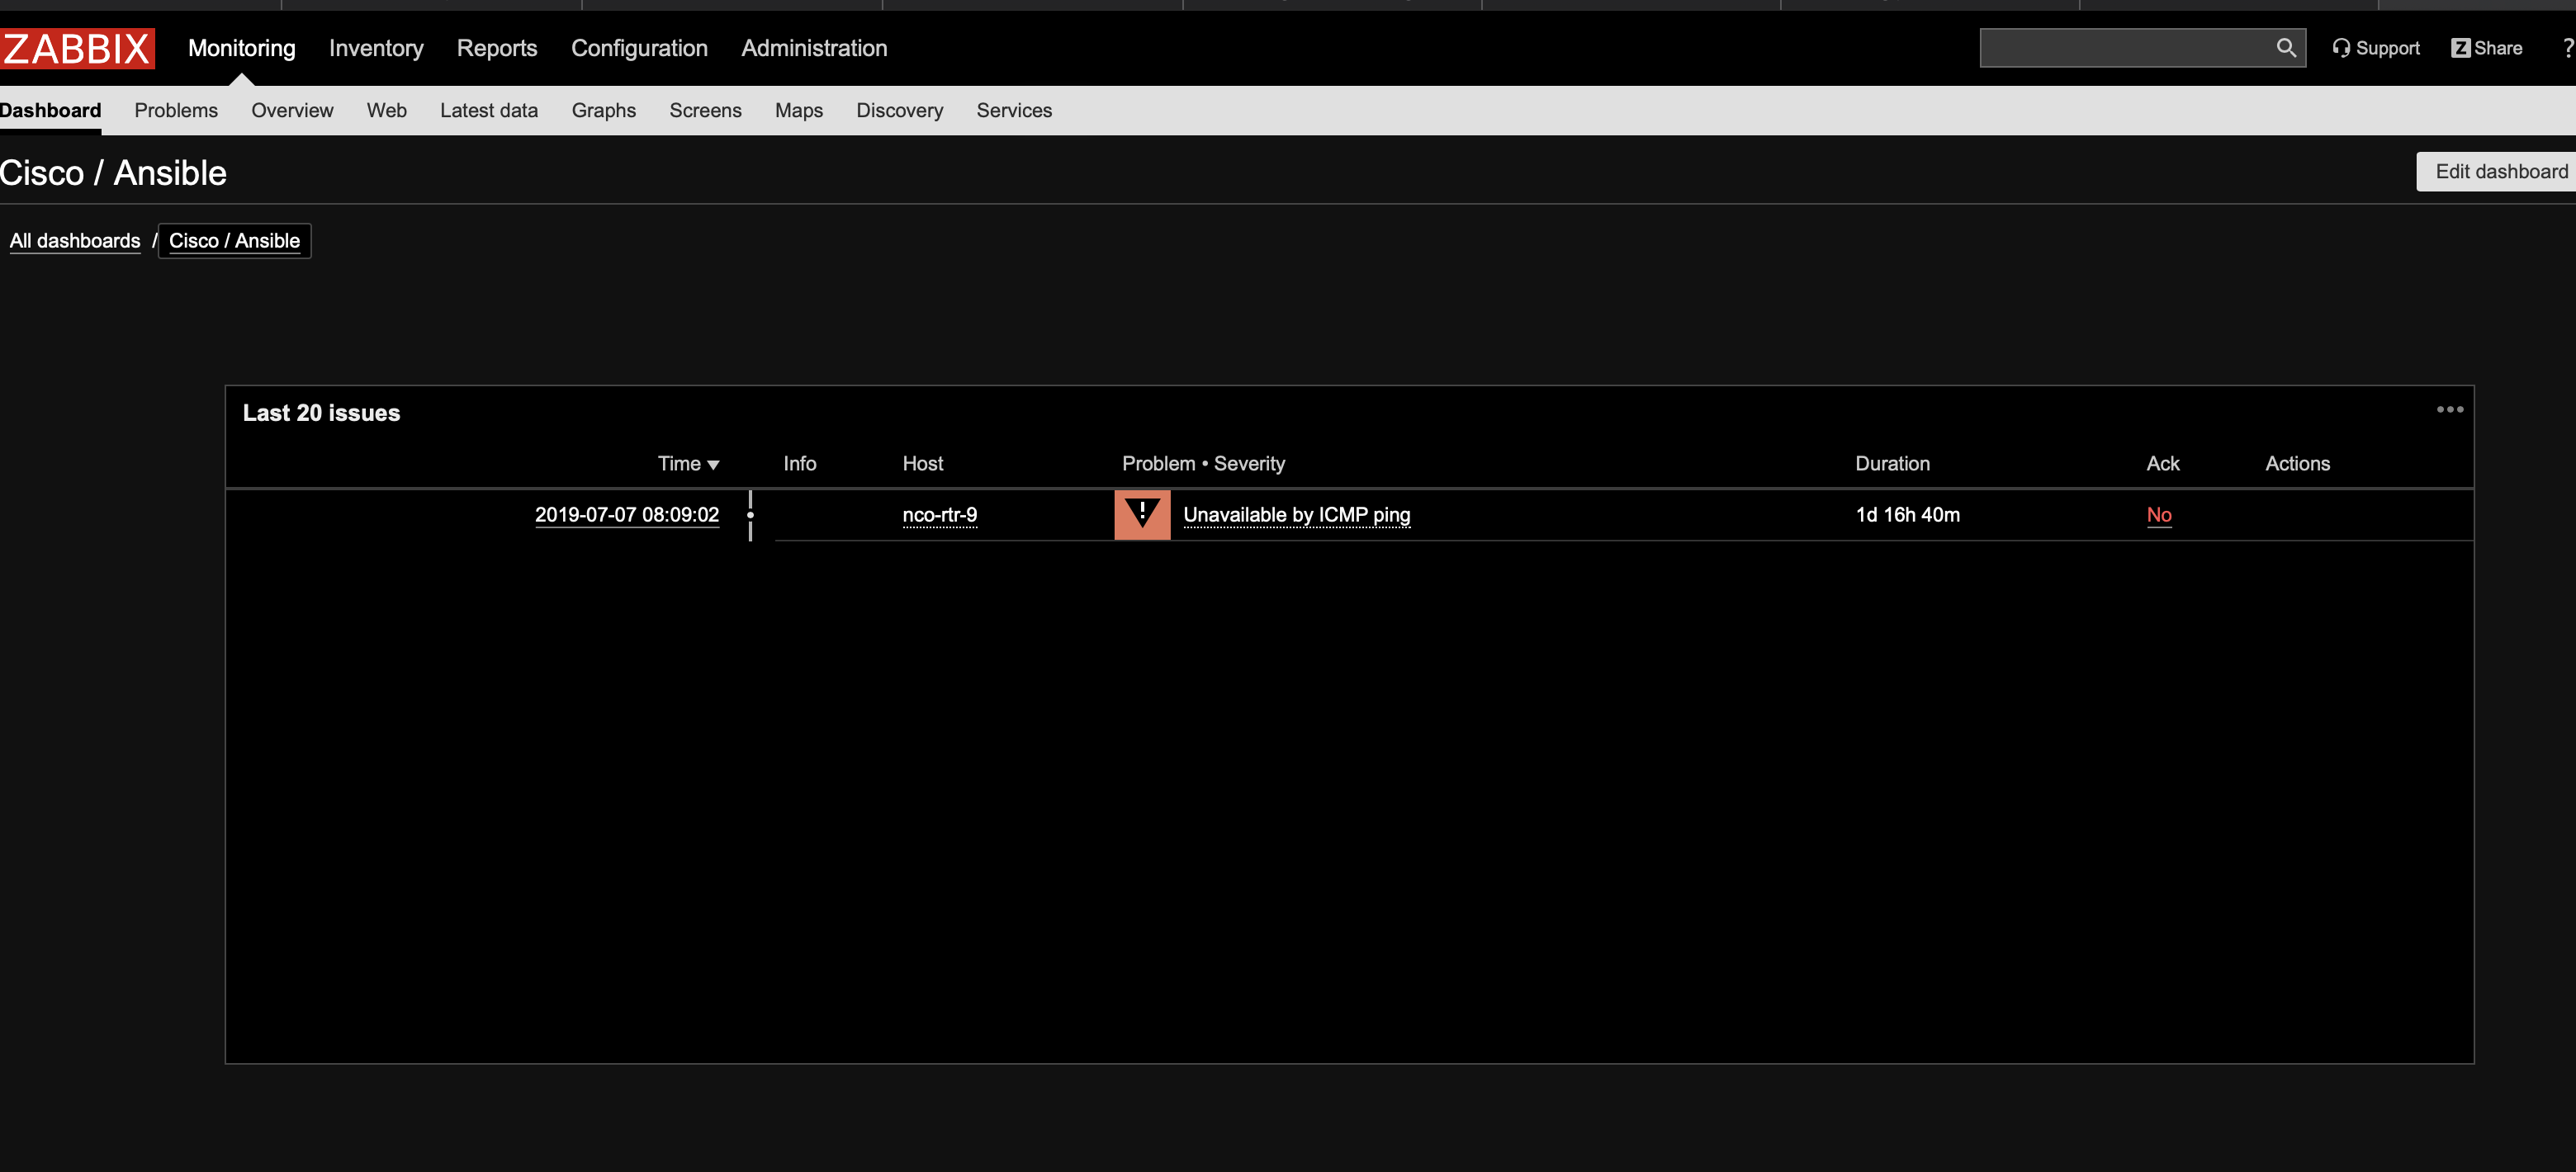 ZABBIX Monitoring Inventory Reports Configuration Administration Support Z Share ?
Dashboard Problems Overview Web Latest data Graphs Screens Maps Discovery Services
Cisco / Ansible Edit dashboard
All dashboards / Cisco / Ansible
Last 20 issues
Time ▼ Info Host Problem • Severity Duration Ack Actions
2019-07-07 08:09:02 nco-rtr-9 Unavailable by ICMP ping 1d 16h 40m No